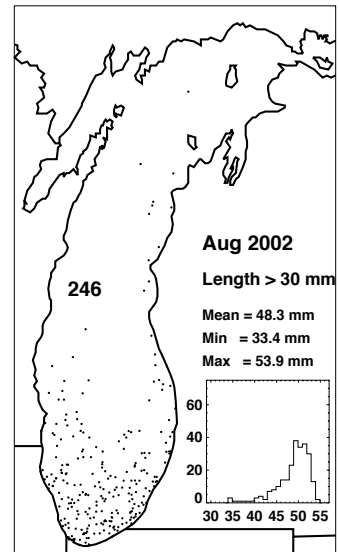 Aug 2002
Length > 30 mm
246
Mean = 48.3 mm
Min = 33.4 mm
Max = 53.9 mm
60
40
20
0
30 35 40 45 50 55